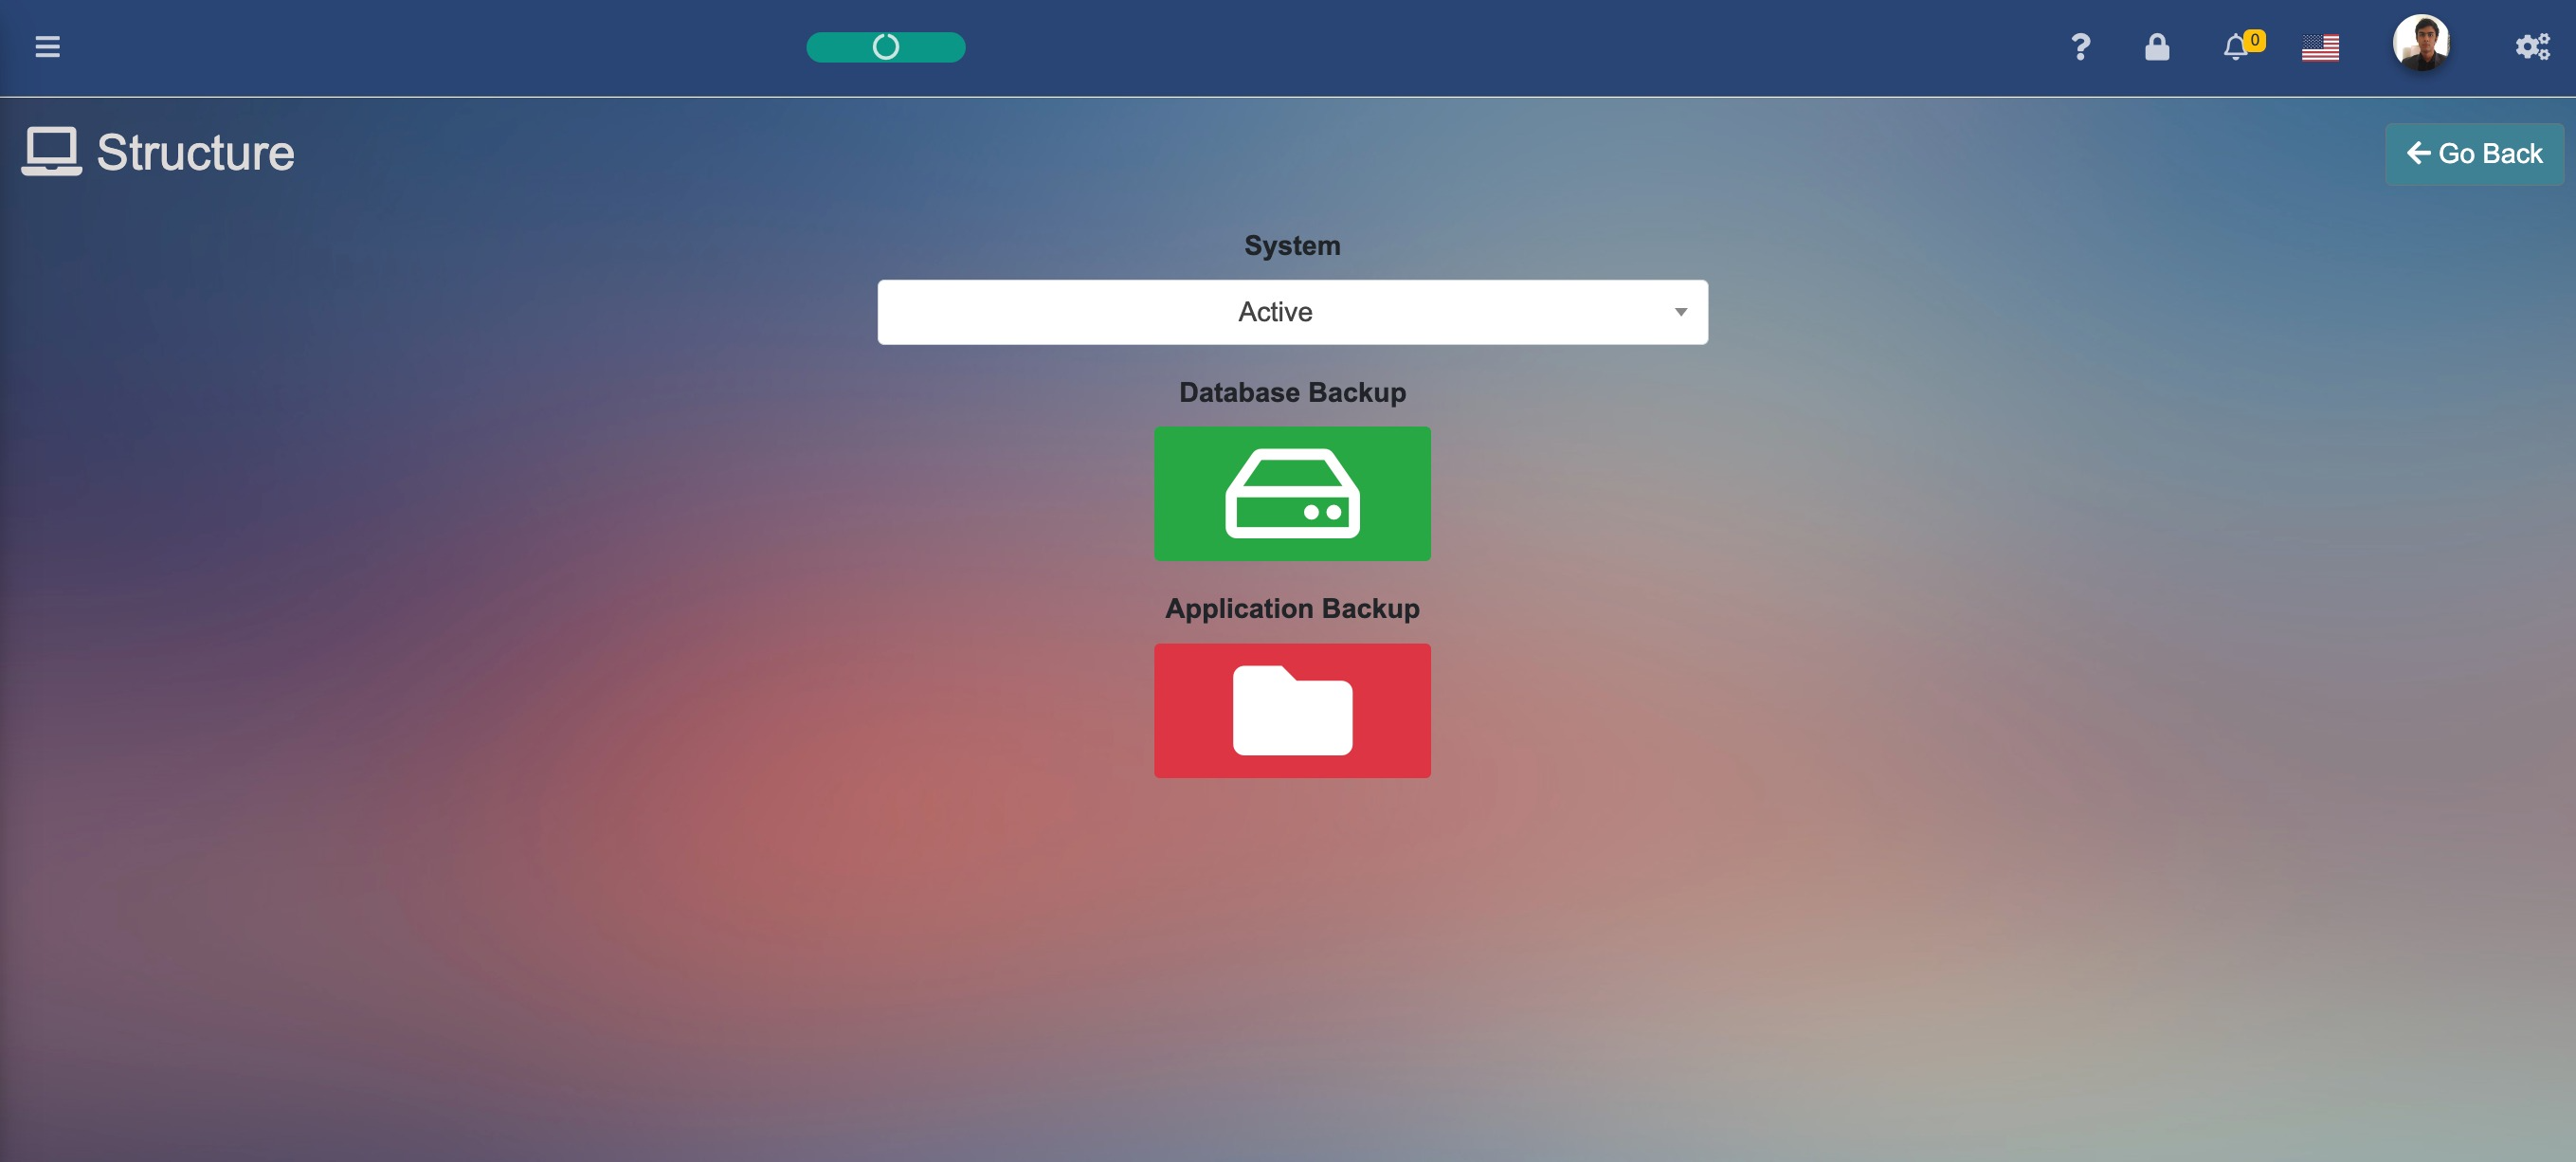 0
Structure
Go Back
System
Active
Database Backup
Application Backup